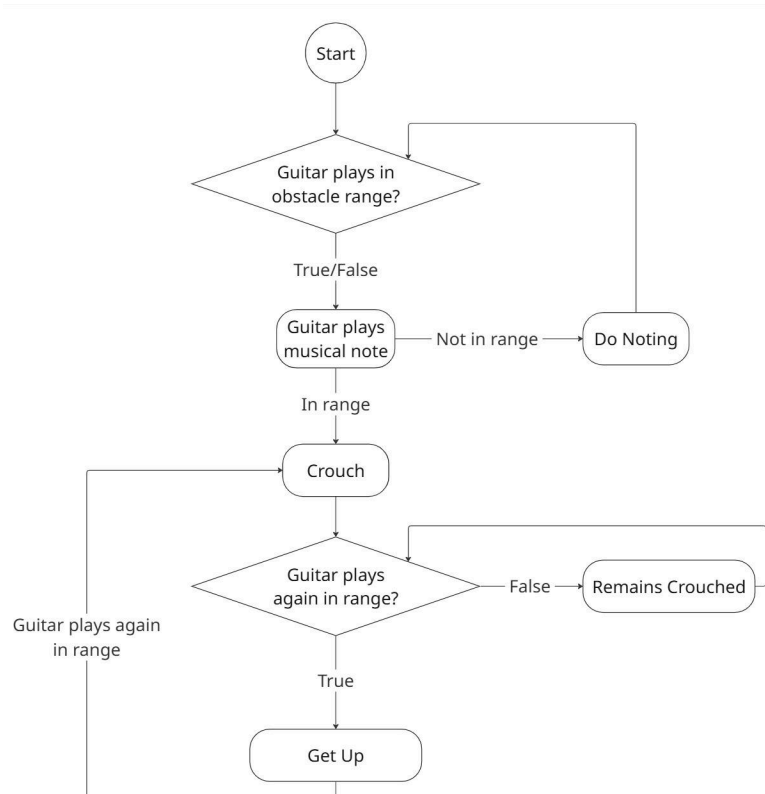 Start
Guitar plays in
obstacle range?
True/False
Guitar plays
musical note
Not in range
Do Noting
In range
Crouch
Guitar plays
again in range?
False
Remains Crouched
Guitar plays again
in range
True
Get Up